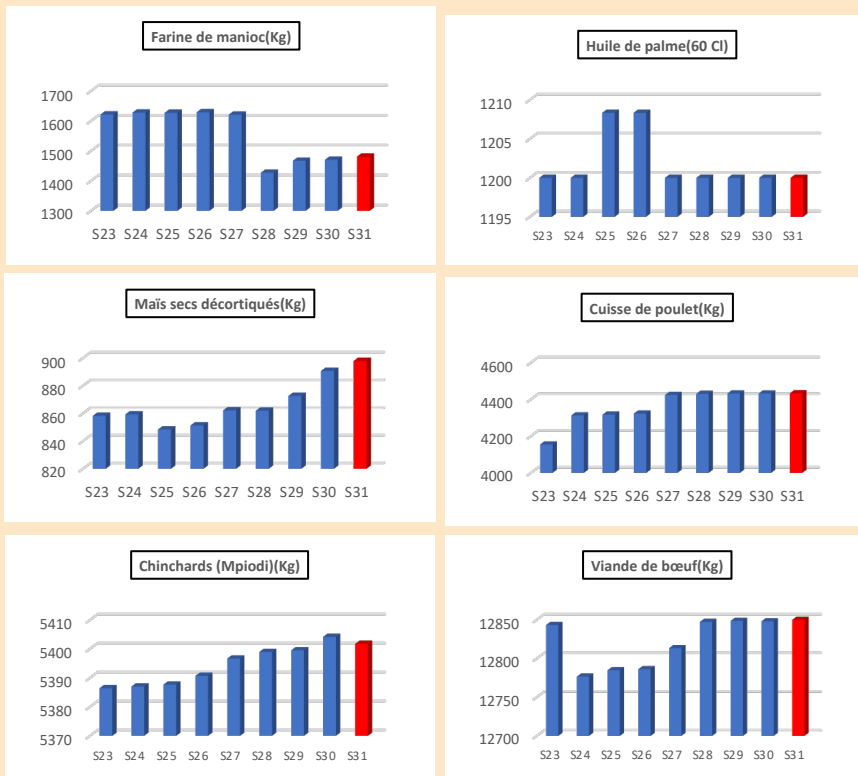 Farine de manioc(Kg)
1700
1600
1500
1400
1300
S23 S24 S25 S26 S27 S28 S29 S30 S31
Huile de palme(60 Cl)
1210
1205
1200
1195
S23 S24 S25 S26 S27 S28 S29 S30 S31
Maïs secs décortiqués(Kg)
900
880
860
840
820
S23 S24 S25 S26 S27 S28 S29 S30 S31
Cuisse de poulet(Kg)
4600
4400
4200
4000
S23 S24 S25 S26 S27 S28 S29 S30 S31
Chinchards (Mpiodi)(Kg)
5410
5400
5390
5380
5370
S23 S24 S25 S26 S27 S28 S29 S30 S31
Viande de bœuf(Kg)
12850
12800
12750
12700
S23 S24 S25 S26 S27 S28 S29 S30 S31